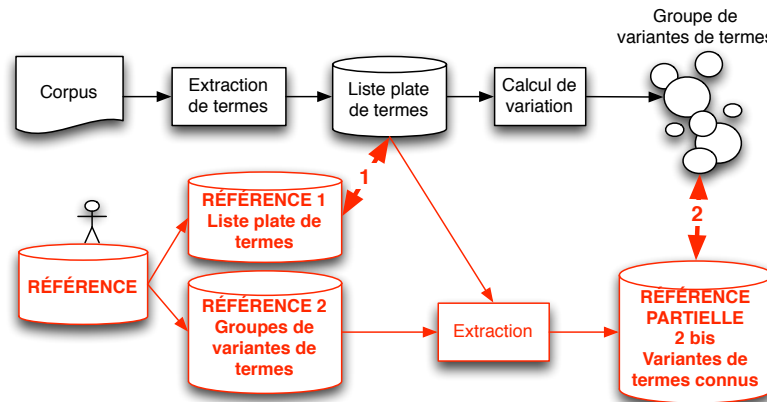 Groupe de
variantes de termes
Corpus
Extraction
de termes
Liste plate
de termes
Calcul de
variation
1
RÉFÉRENCE 1
Liste plate de
termes
2
RÉFÉRENCE
RÉFÉRENCE 2
Groupes de
variantes de
termes
Extraction
RÉFÉRENCE
PARTIELLE
2 bis
Variantes de
termes connus